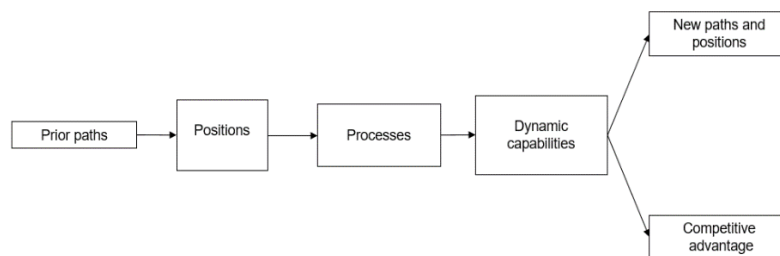 New paths and
positions
Prior paths
Positions
Processes
Dynamic
capabilities
Competitive
advantage